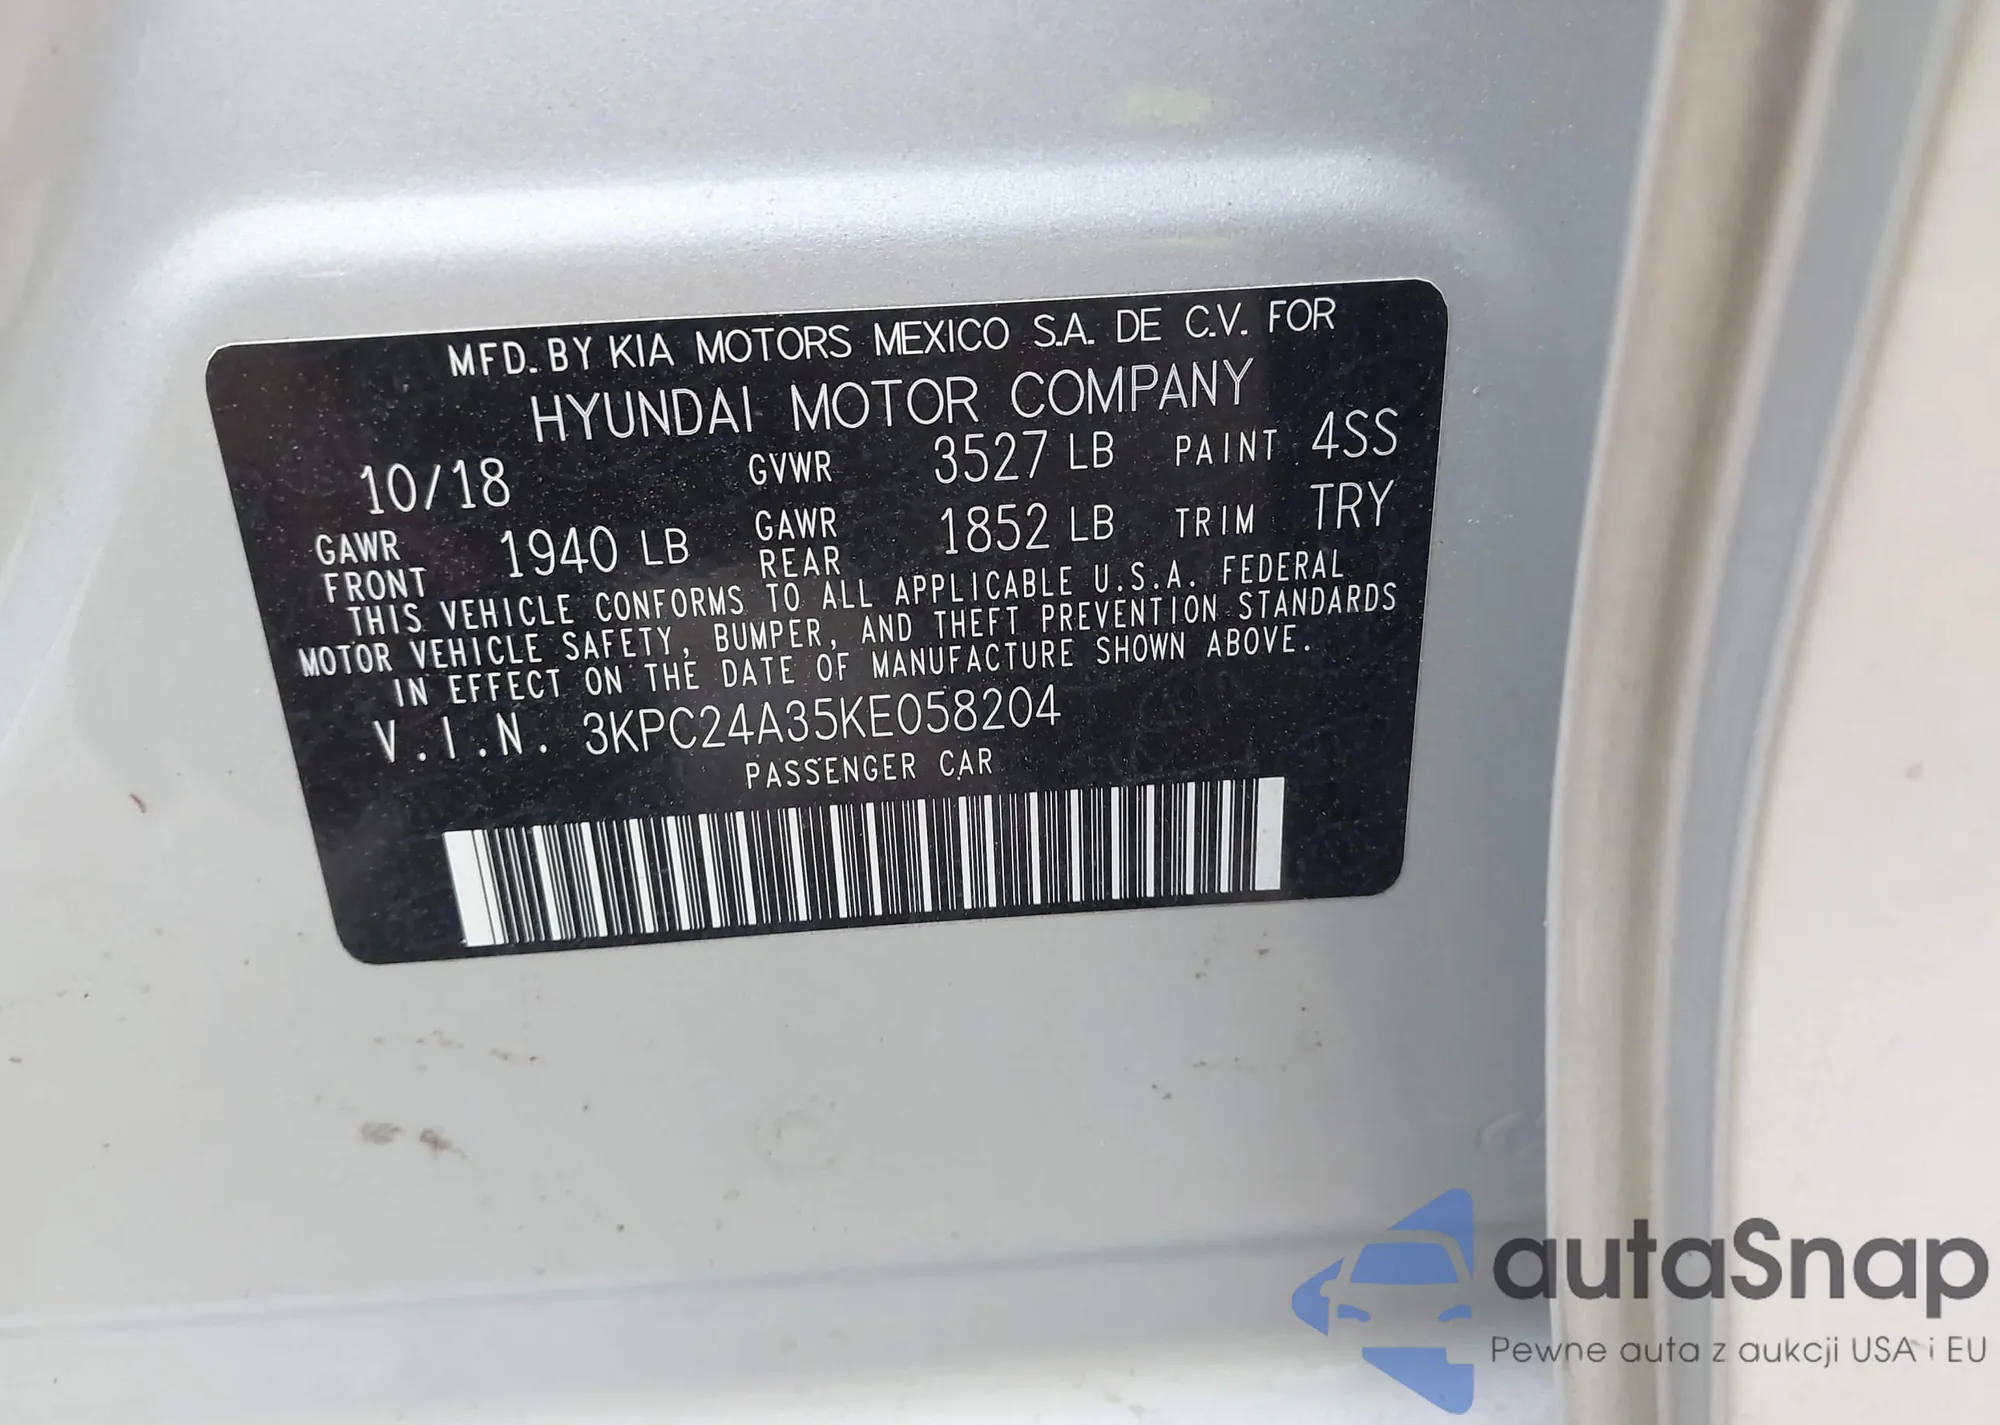 MFD. BY KIA MOTORS MEXICO S.A. DE C.V. FOR
HYUNDAI MOTOR COMPANY
10/18 GVWR 3527 LB PAINT 4SS
GAWR FRONT 1940 LB GAWR REAR 1852 LB TRIM TRY
THIS VEHICLE CONFORMS TO ALL APPLICABLE U.S.A. FEDERAL
MOTOR VEHICLE SAFETY, BUMPER, AND THEFT PREVENTION STANDARDS
IN EFFECT ON THE DATE OF MANUFACTURE SHOWN ABOVE.
V.I.N. 3KPC24A35KE058204
PASSENGER CAR
autaSnap
Pewne auta z aukcji USA i EU